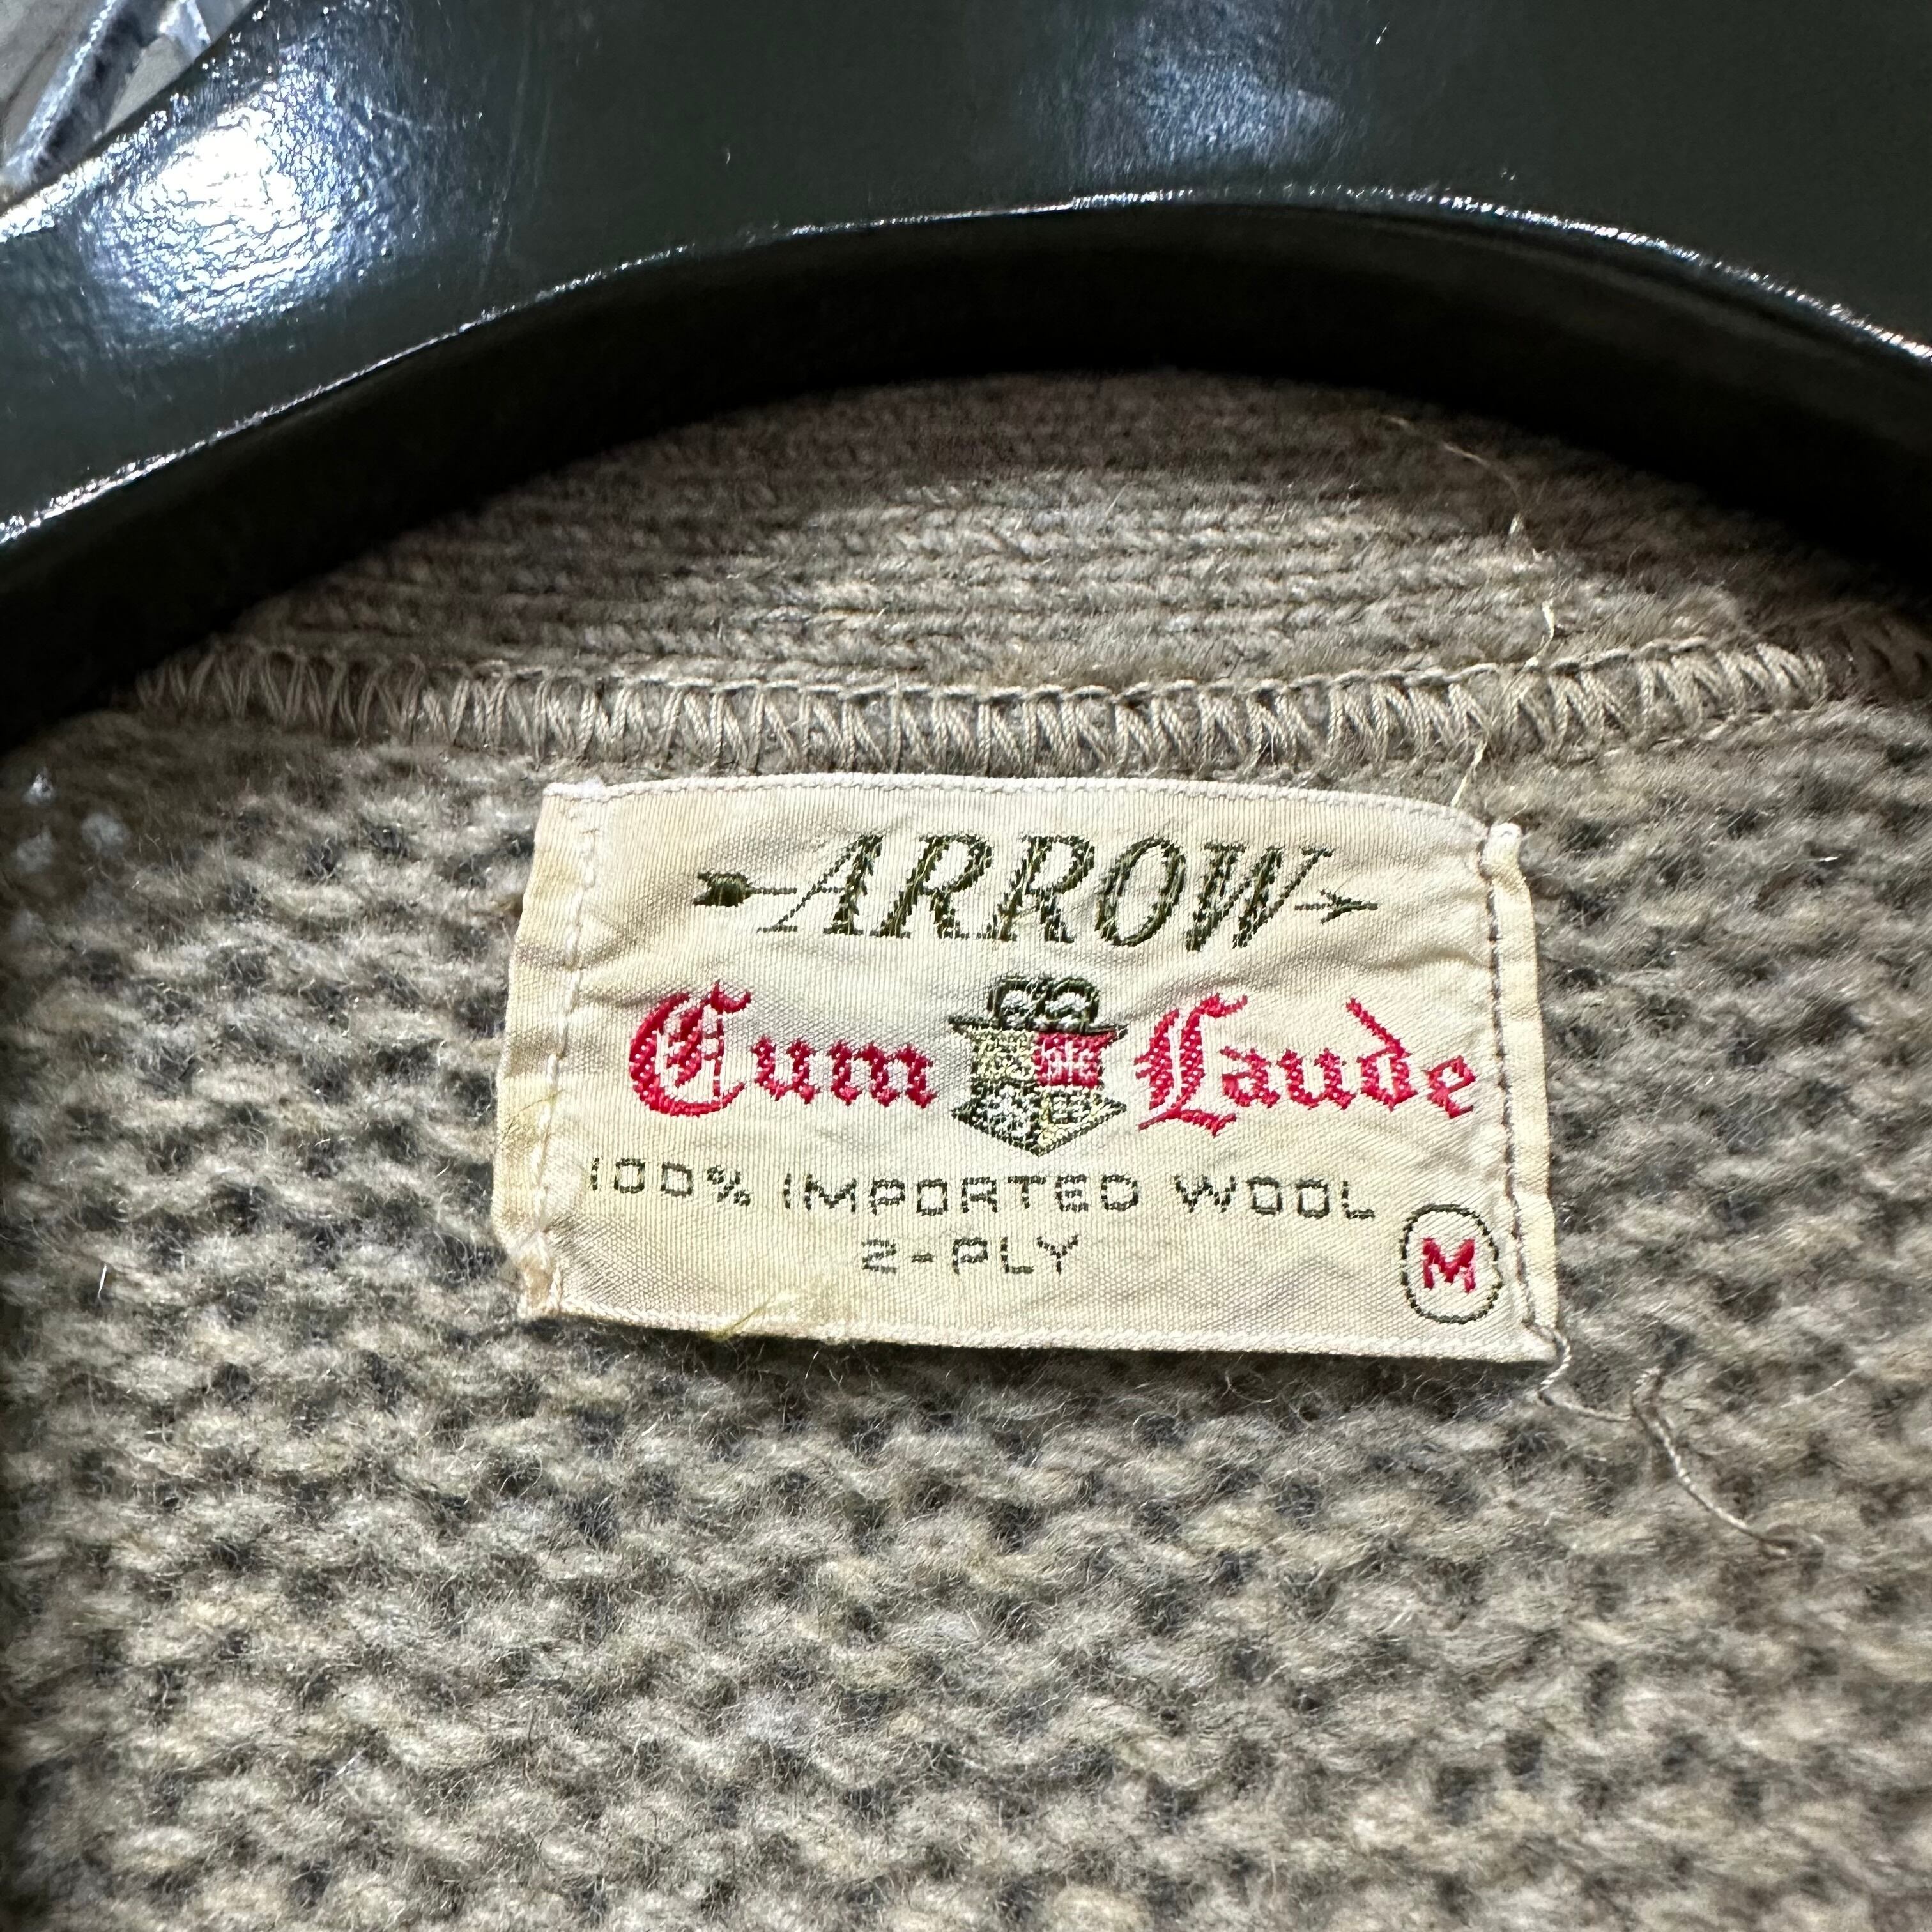 ARROW
Cum Laude
100% IMPORTED WOOL
2-PLY
M